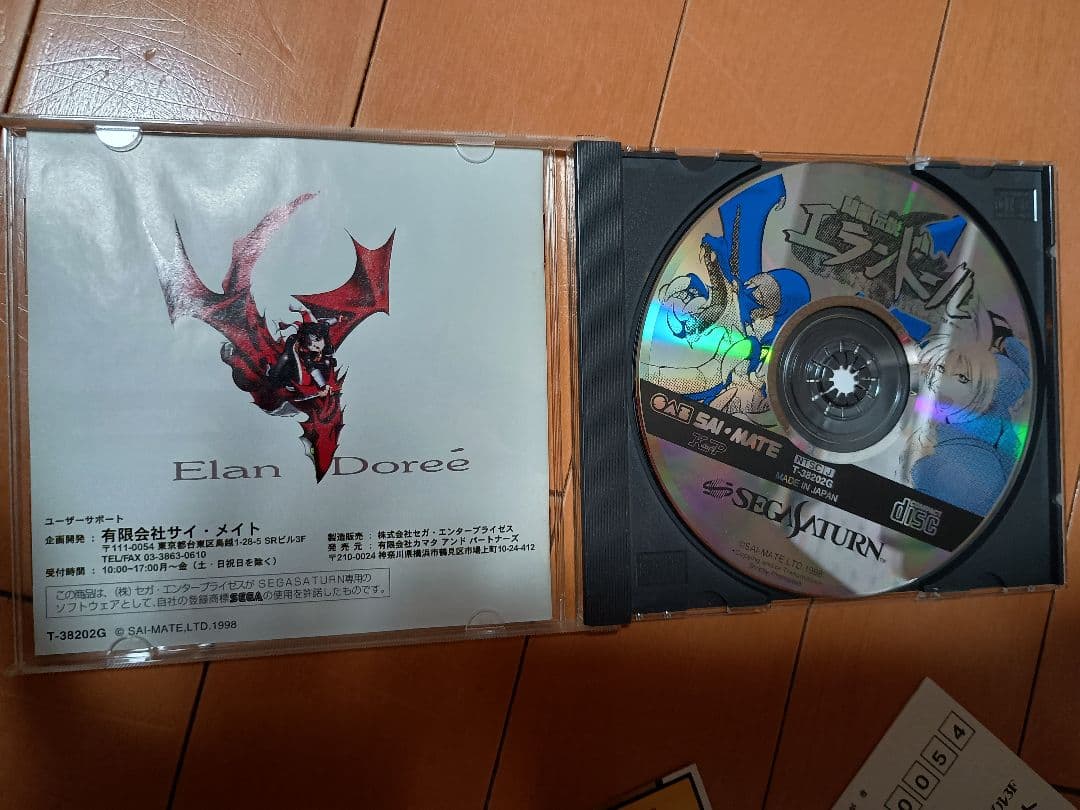 Elan Doreé
ユーザーサポート
企画開発：有限会社サイ・メイト
〒111-0054 東京都台東区鳥越1-28-5 SRビル3F
TEL/FAX 03-3863-0610
受付時間：10:00~17:00月～金（土・日祝日を除く）
製造販売：株式会社セガ・エンタープライゼス
発売元：有限会社カマタ アンド パートナーズ
〒210-0024 神奈川県横浜市鶴見区市場上町10-24-412
この商品は、(株) セガ・エンタープライゼスがSEGASATURN専用の
ソフトウェアとして、自社の登録商標SEGAの使用を許諾したものです。
T-38202G © SAI-MATE,LTD.1998
エランドール
SAI・MATE
NTSC J
T-38202G
MADE IN JAPAN
SEGASATURN™
COMPACT
disc
©SAI-MATE,LTD.1998
0054